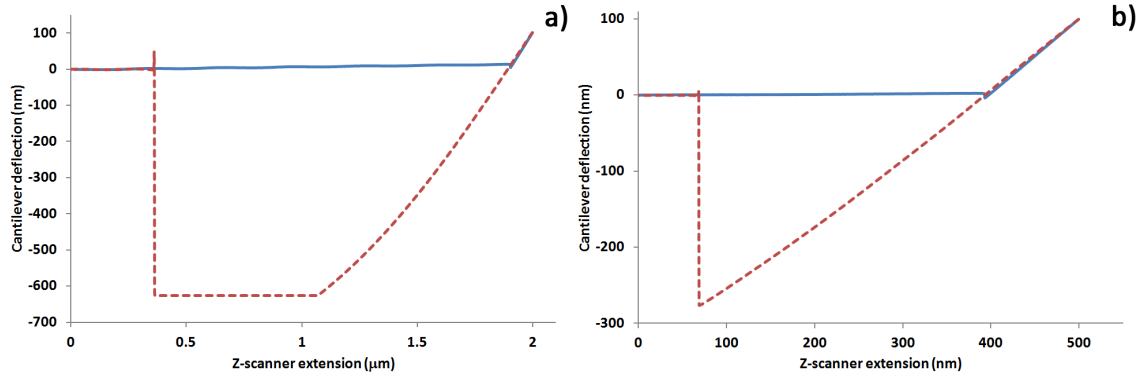 a)
100
0
-100
-200
-300
-400
-500
-600
-700
Cantilever deflection (nm)
0 0.5 1 1.5 2
Z-scanner extension (μm)
b)
100
0
-100
-200
-300
Cantilever deflection (nm)
0 100 200 300 400 500
Z-scanner extension (nm)